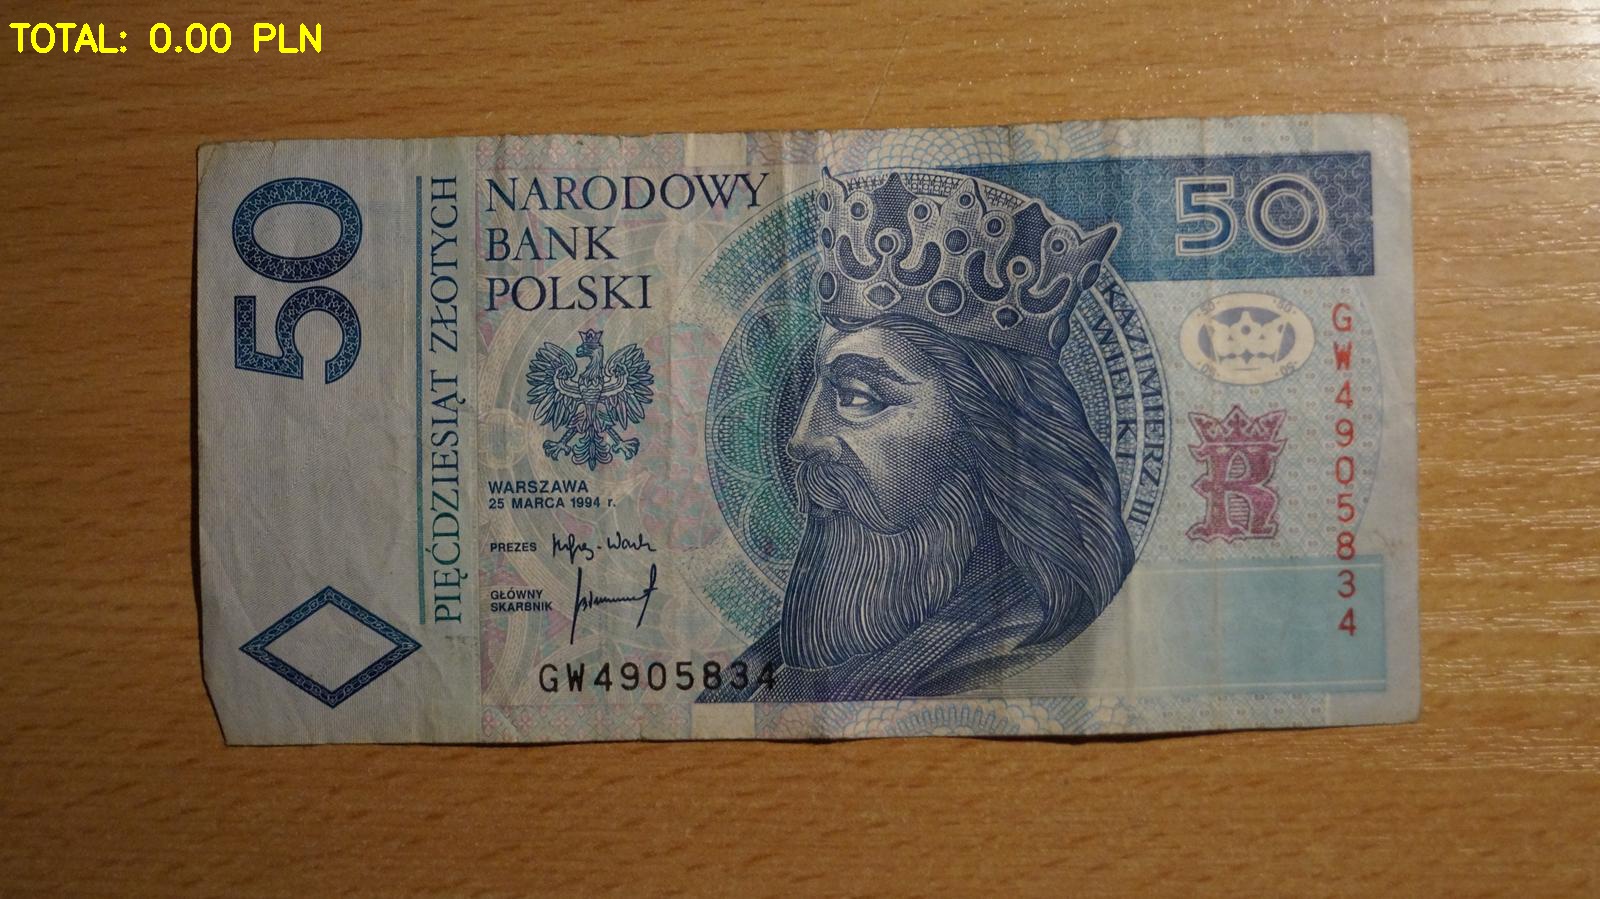 TOTAL: 0.00 PLN
50
PIĘĆDZIESIĄT ZŁOTYCH
NARODOWY
BANK
POLSKI
WARSZAWA
25 MARCA 1994 r.
PREZES
GŁÓWNY
SKARBNIK
GW4905834
KAZIMIERZ III
WIELKI
50
GW4905834